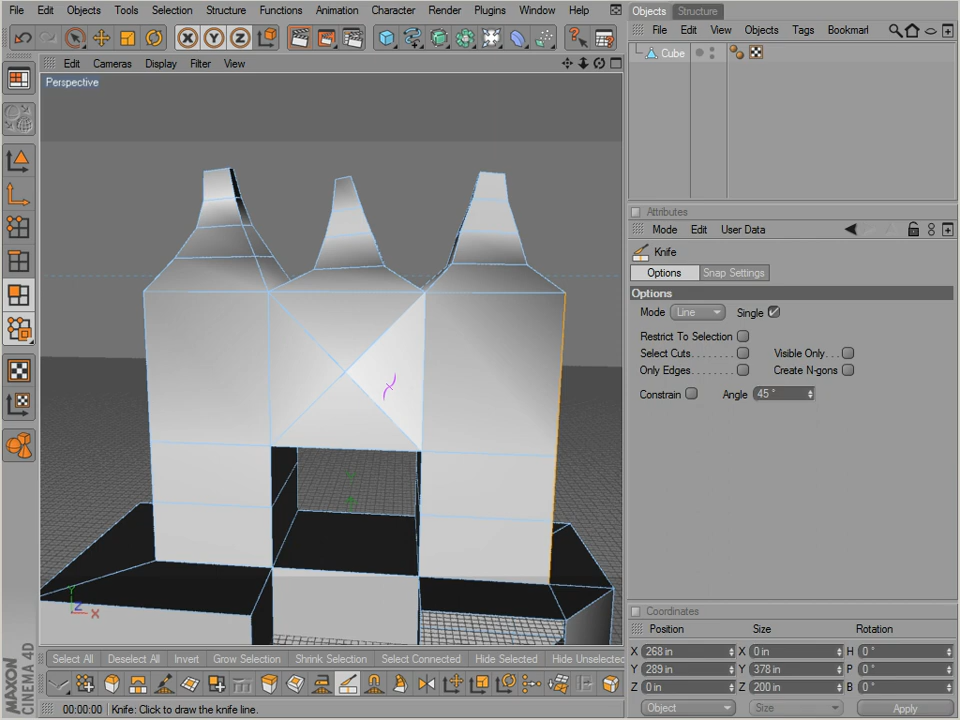 File Edit Objects Tools Selection Structure Functions Animation Character Render Plugins Window Help
Objects Structure
File Edit View Objects Tags Bookmar
X Y Z
Edit Cameras Display Filter View
Cube
Perspective
Attributes
Mode Edit User Data
Knife
Options Snap Settings
Options
Mode Line Single
Restrict To Selection
Select Cuts Visible Only
Only Edges Create N-gons
Constrain Angle 45 °
Y
Z X
Coordinates
Position Size Rotation
X 268 in X 0 in H 0 °
Y 289 in Y 378 in P 0 °
Z 0 in Z 200 in B 0 °
Object Size Apply
Select All Deselect All Invert Grow Selection Shrink Selection Select Connected Hide Selected Hide Unselected
00:00:00 Knife: Click to draw the knife line.
MAXON
CINEMA 4D